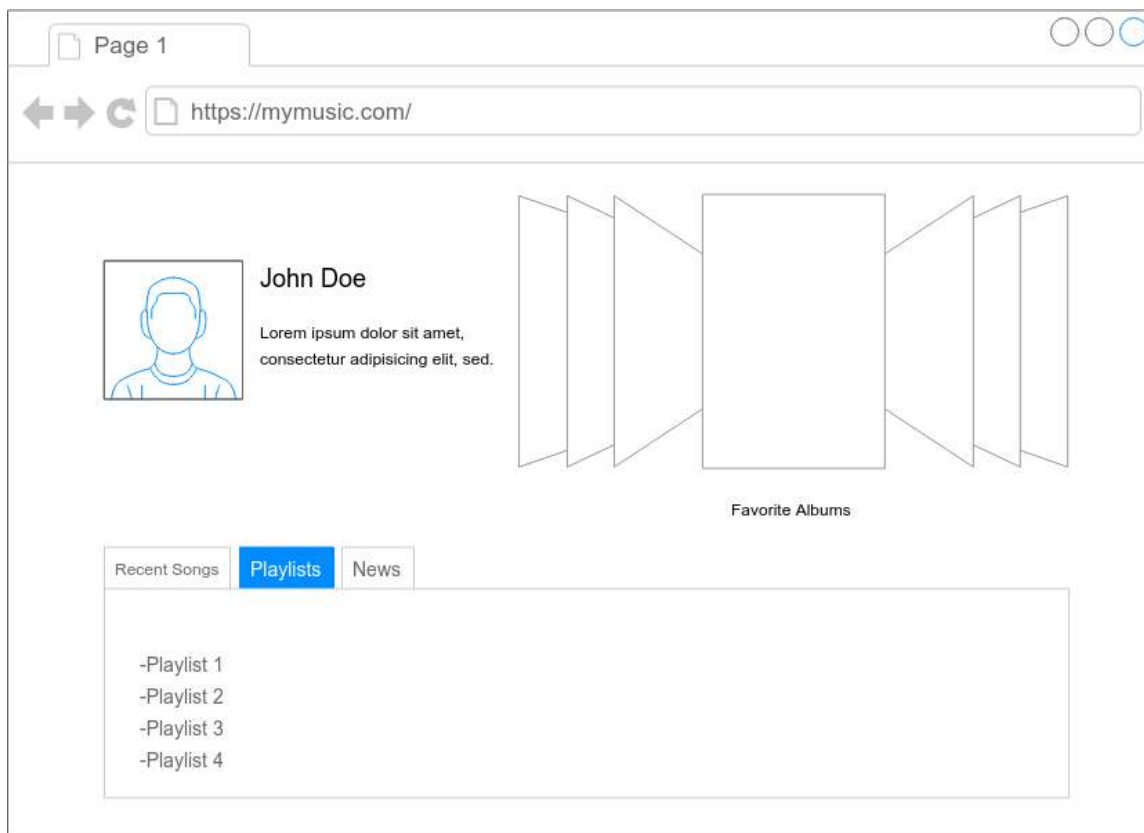 Page 1
https://mymusic.com/
John Doe
Lorem ipsum dolor sit amet,
consectetur adipisicing elit, sed.
Favorite Albums
Recent Songs
Playlists
News
-Playlist 1
-Playlist 2
-Playlist 3
-Playlist 4